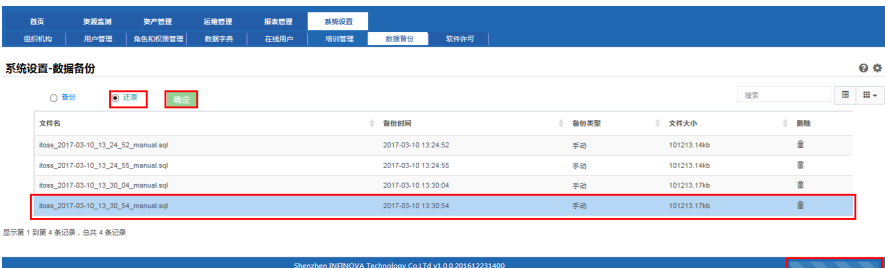 首页 资源监测 资产管理 运维管理 报表管理 系统设置
组织机构 用户管理 角色和权限管理 数据字典 在线用户 培训管理 数据备份 软件许可
系统设置-数据备份
备份 还原 确定 搜索
文件名 备份时间 备份类型 文件大小 删除
itoss_2017-03-10_13_24_52_manual.sql 2017-03-10 13:24:52 手动 101213.14kb
itoss_2017-03-10_13_24_55_manual.sql 2017-03-10 13:24:55 手动 101213.14kb
itoss_2017-03-10_13_30_04_manual.sql 2017-03-10 13:30:04 手动 101213.17kb
itoss_2017-03-10_13_30_54_manual.sql 2017-03-10 13:30:54 手动 101213.17kb
显示第 1 到第 4 条记录，总共 4 条记录
Shenzhen INFINOVA Technology Co.LTd v1.0.0.201612231400